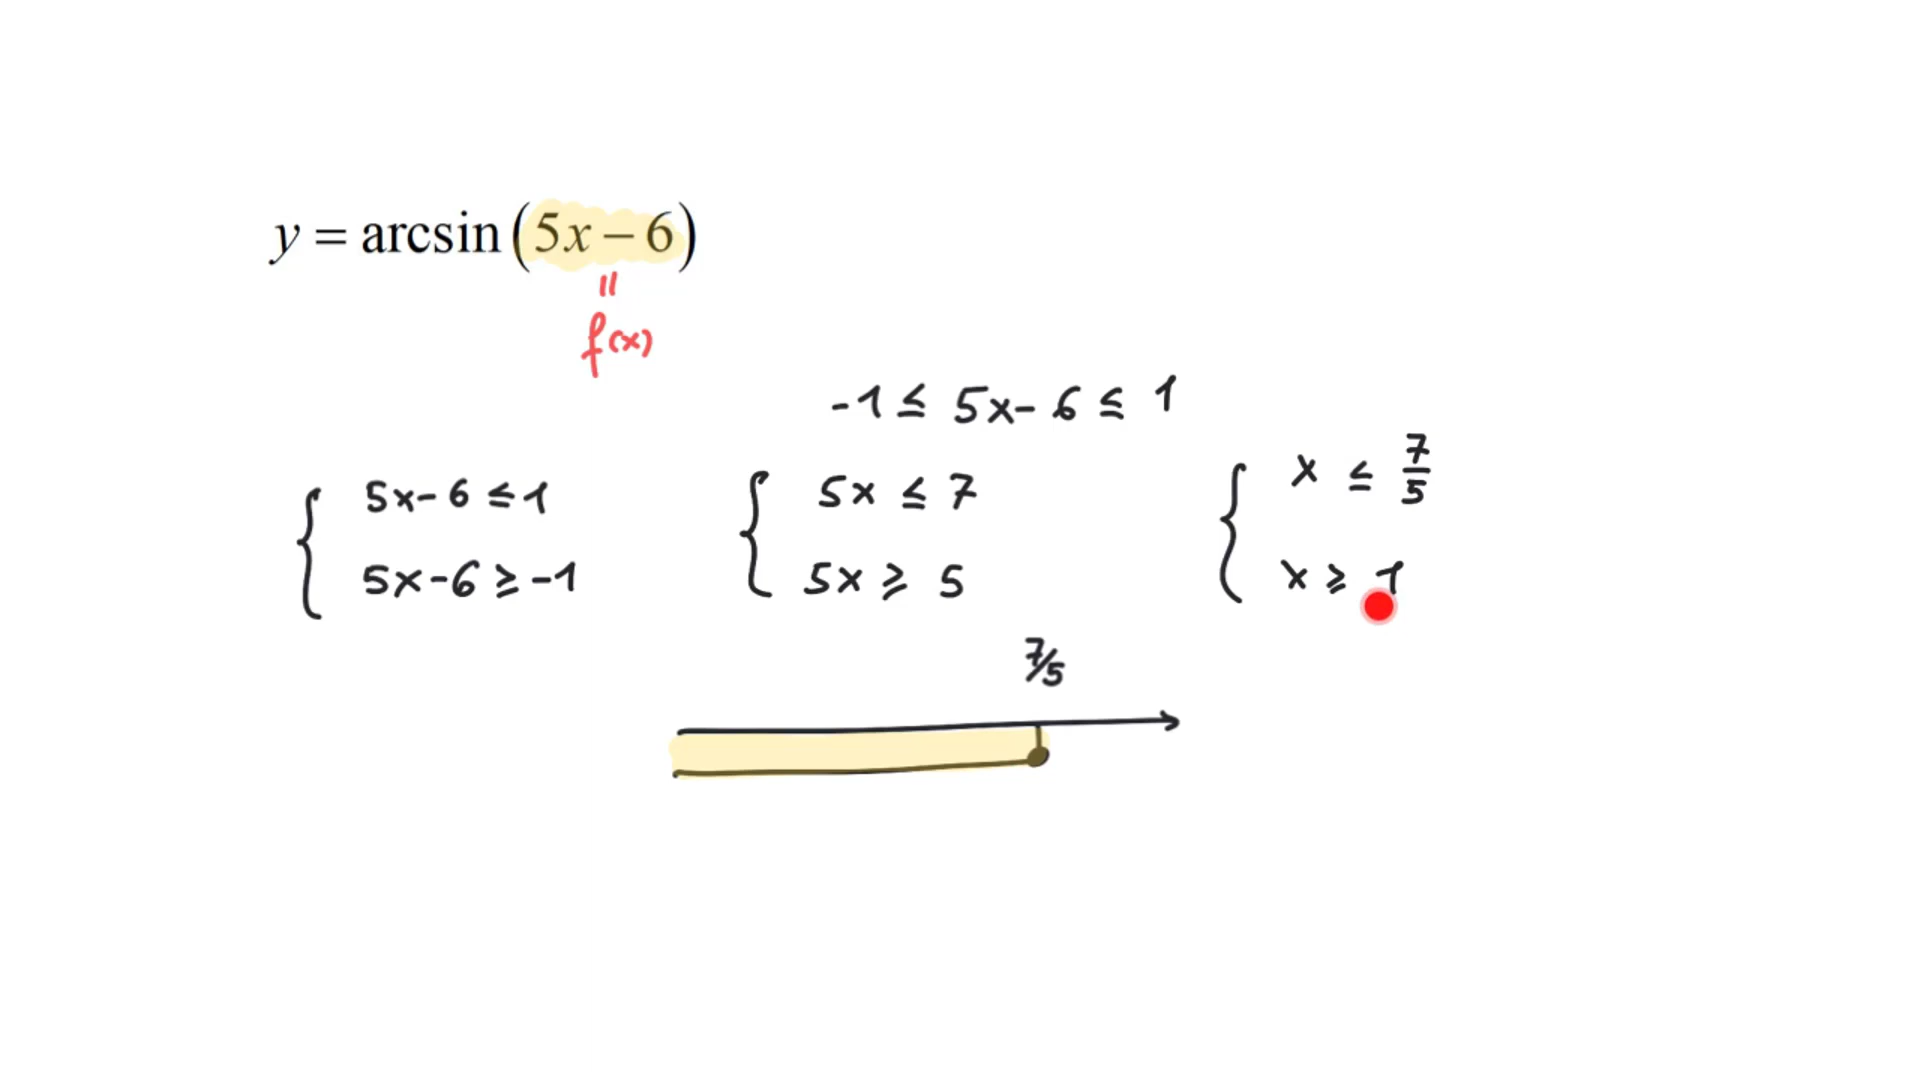 y = arcsin (5x − 6)
॥
f(x)
-1 ≤ 5x - 6 ≤ 1
5x - 6 ≤ 1
5x - 6 ≥ -1
5x ≤ 7
5x ≥ 5
x ≤ 7/5
x ≥ 1
7/5